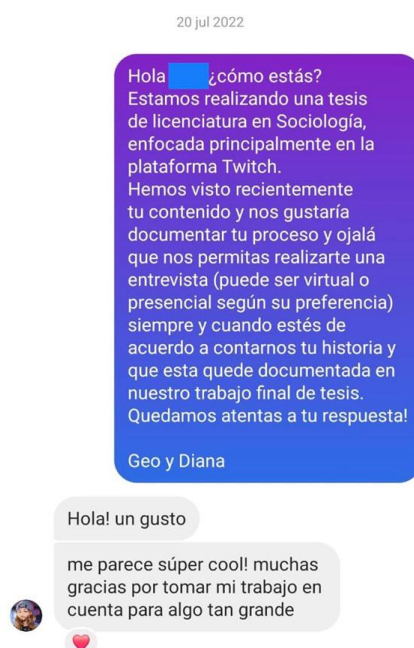 20 jul 2022
Hola ¿cómo estás?
Estamos realizando una tesis
de licenciatura en Sociología,
enfocada principalmente en la
plataforma Twitch.
Hemos visto recientemente
tu contenido y nos gustaría
documentar tu proceso y ojalá
que nos permitas realizarte una
entrevista (puede ser virtual o
presencial según su preferencia)
siempre y cuando estés de
acuerdo a contarnos tu historia y
que esta quede documentada en
nuestro trabajo final de tesis.
Quedamos atentas a tu respuesta!
Geo y Diana
Hola! un gusto
me parece súper cool! muchas
gracias por tomar mi trabajo en
cuenta para algo tan grande